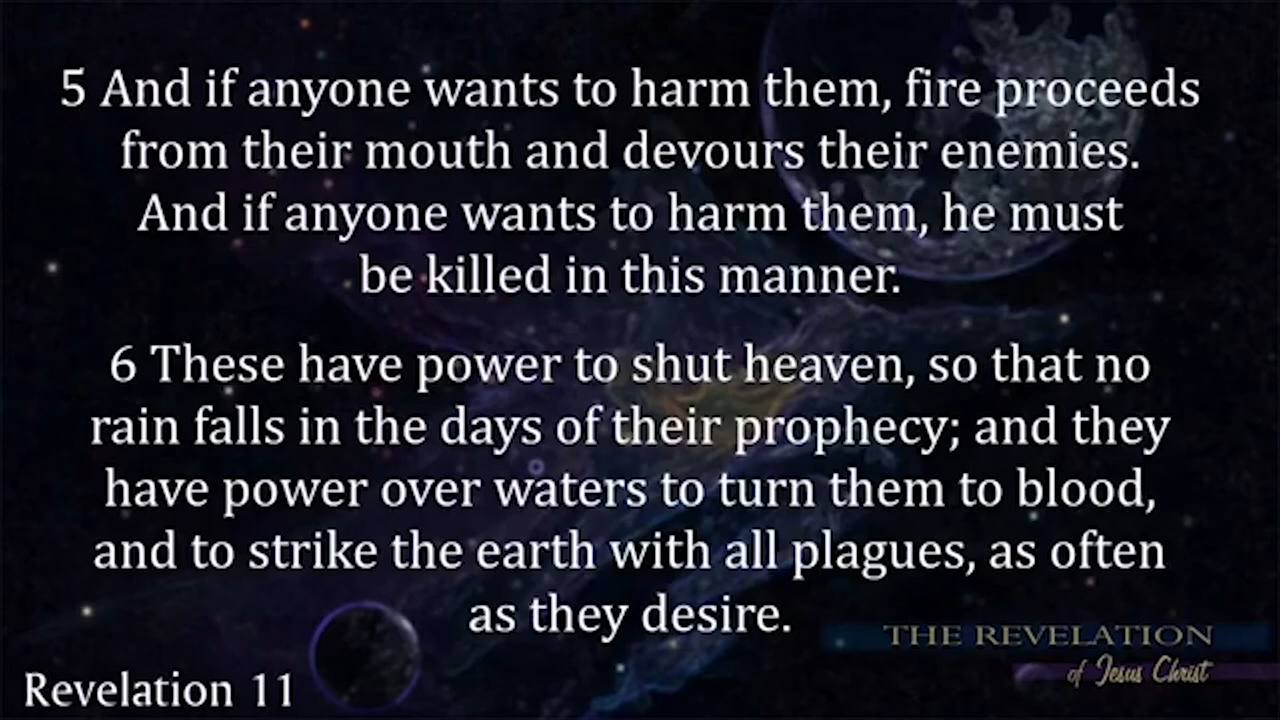 5 And if anyone wants to harm them, fire proceeds
from their mouth and devours their enemies.
And if anyone wants to harm them, he must
be killed in this manner.
6 These have power to shut heaven, so that no
rain falls in the days of their prophecy; and they
have power over waters to turn them to blood,
and to strike the earth with all plagues, as often
as they desire.
THE REVELATION
of Jesus Christ
Revelation 11